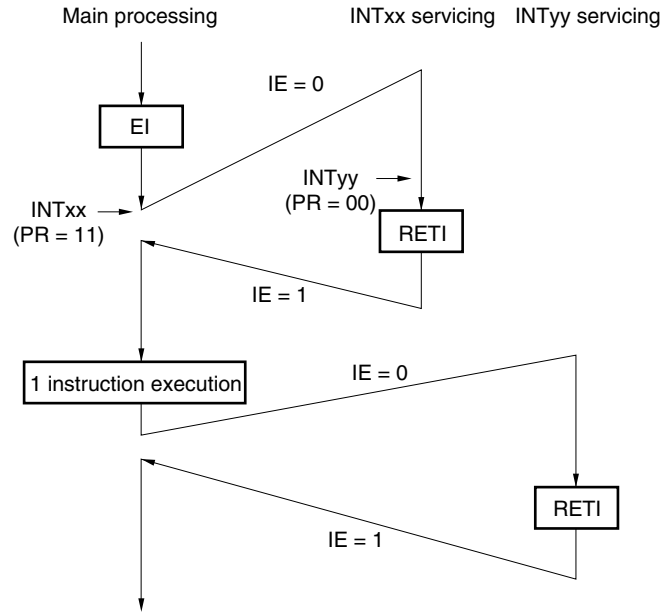 Main processing
INTxx servicing
INTyy servicing
IE = 0
EI
INTyy
(PR = 00)
INTxx
(PR = 11)
RETI
IE = 1
1 instruction execution
IE = 0
RETI
IE = 1